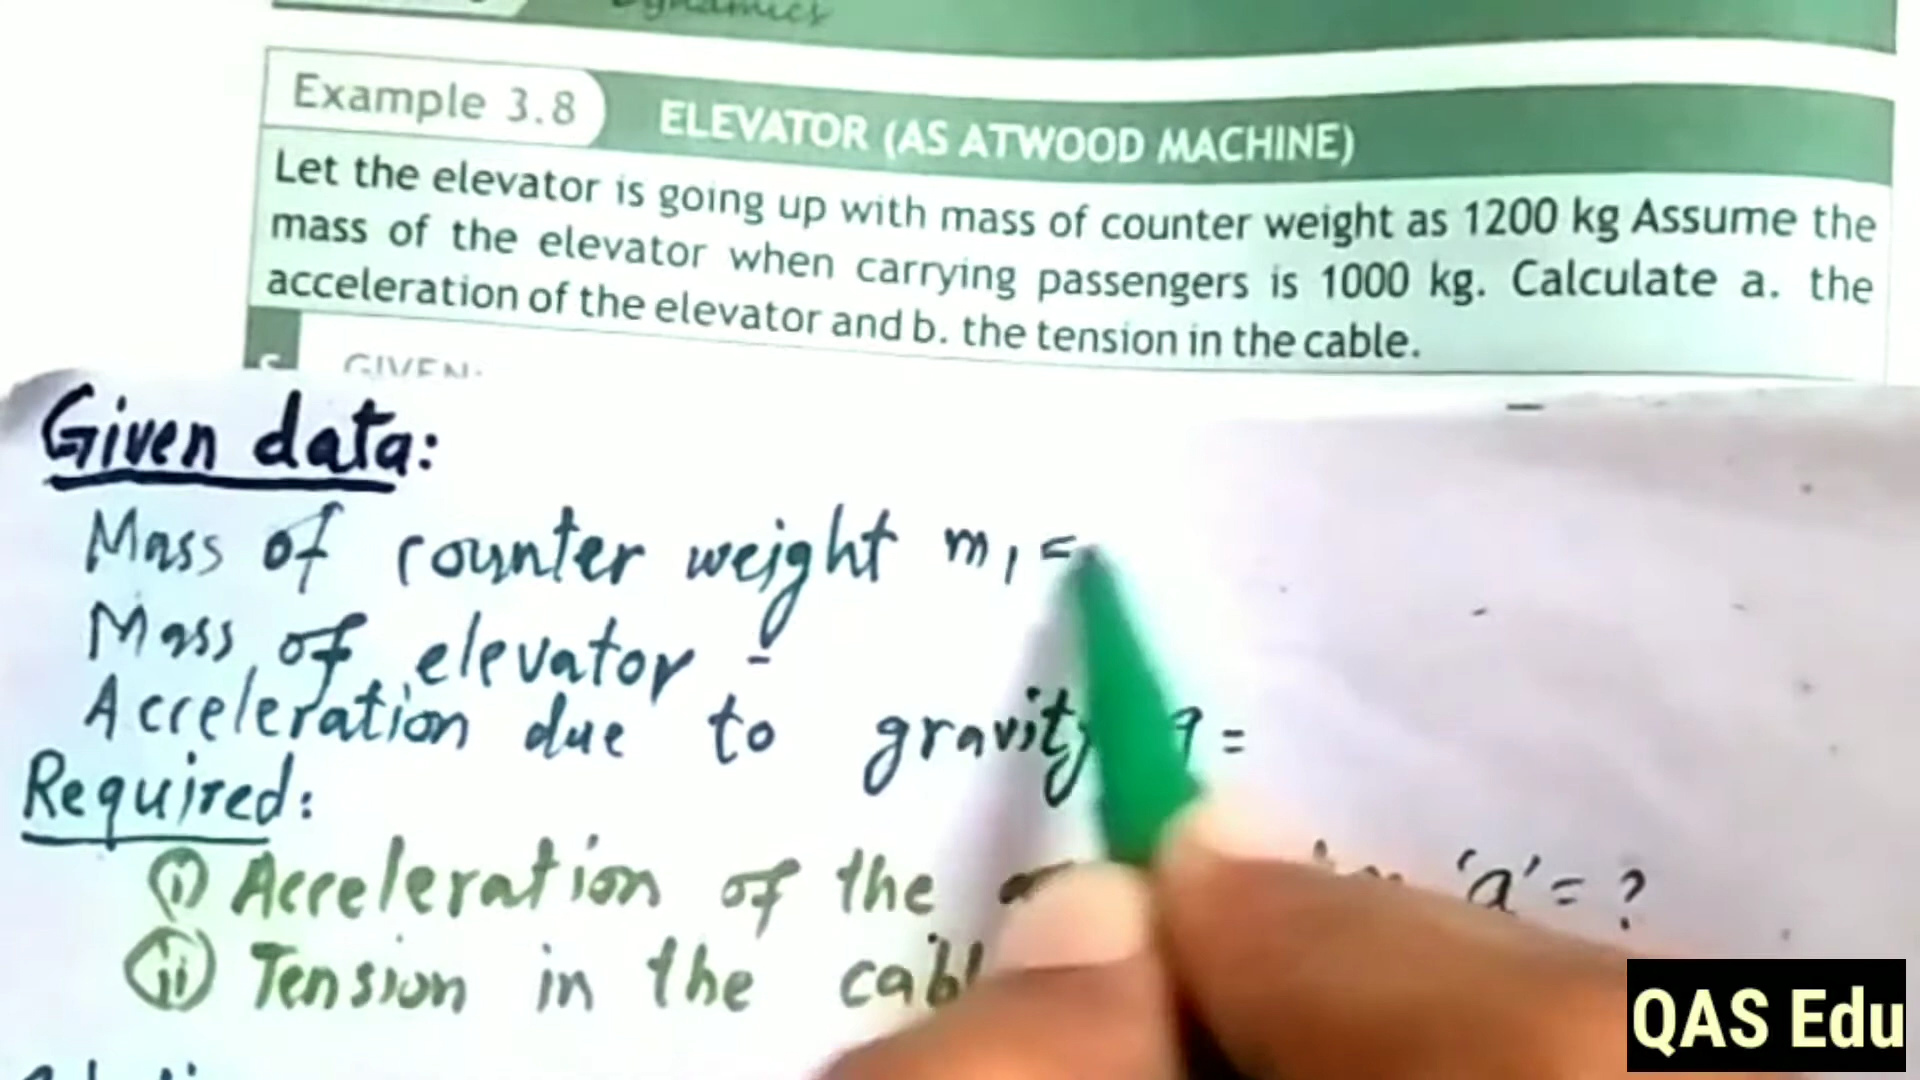 Dynamics
Example 3.8 ELEVATOR (AS ATWOOD MACHINE)
Let the elevator is going up with mass of counter weight as 1200 kg Assume the
mass of the elevator when carrying passengers is 1000 kg. Calculate a. the
acceleration of the elevator and b. the tension in the cable.
GIVEN:
Given data:
Mass of counter weight m1 =
Mass of elevator -
Acceleration due to gravity g =
Required:
(i) Acceleration of the 'a' = ?
(ii) Tension in the
QAS Edu